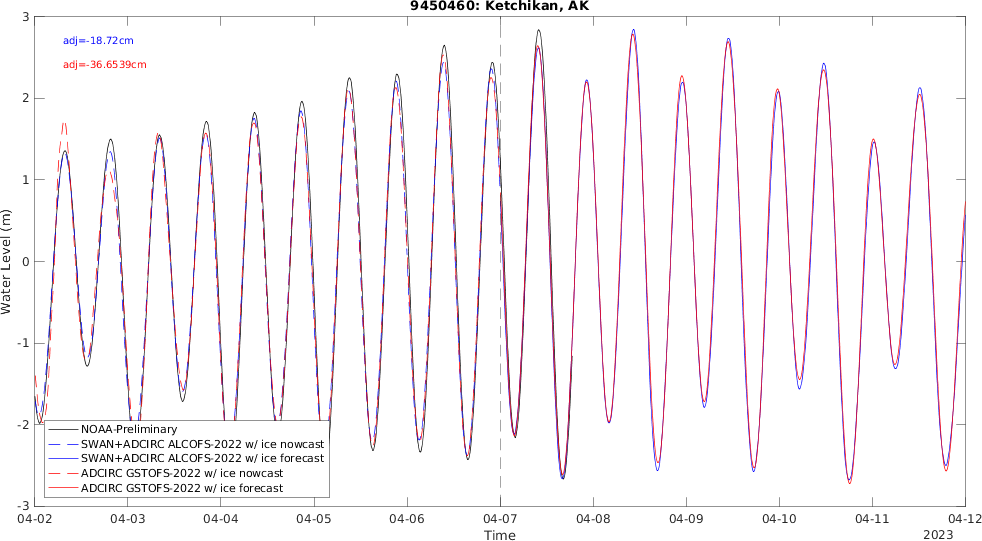 9450460: Ketchikan, AK
adj=-18.72cm
adj=-36.6539cm
Water Level (m)
3
2
1
0
-1
-2
-3
NOAA-Preliminary
SWAN+ADCIRC ALCOFS-2022 w/ ice nowcast
SWAN+ADCIRC ALCOFS-2022 w/ ice forecast
ADCIRC GSTOFS-2022 w/ ice nowcast
ADCIRC GSTOFS-2022 w/ ice forecast
04-02 04-03 04-04 04-05 04-06 04-07 04-08 04-09 04-10 04-11 04-12
Time
2023